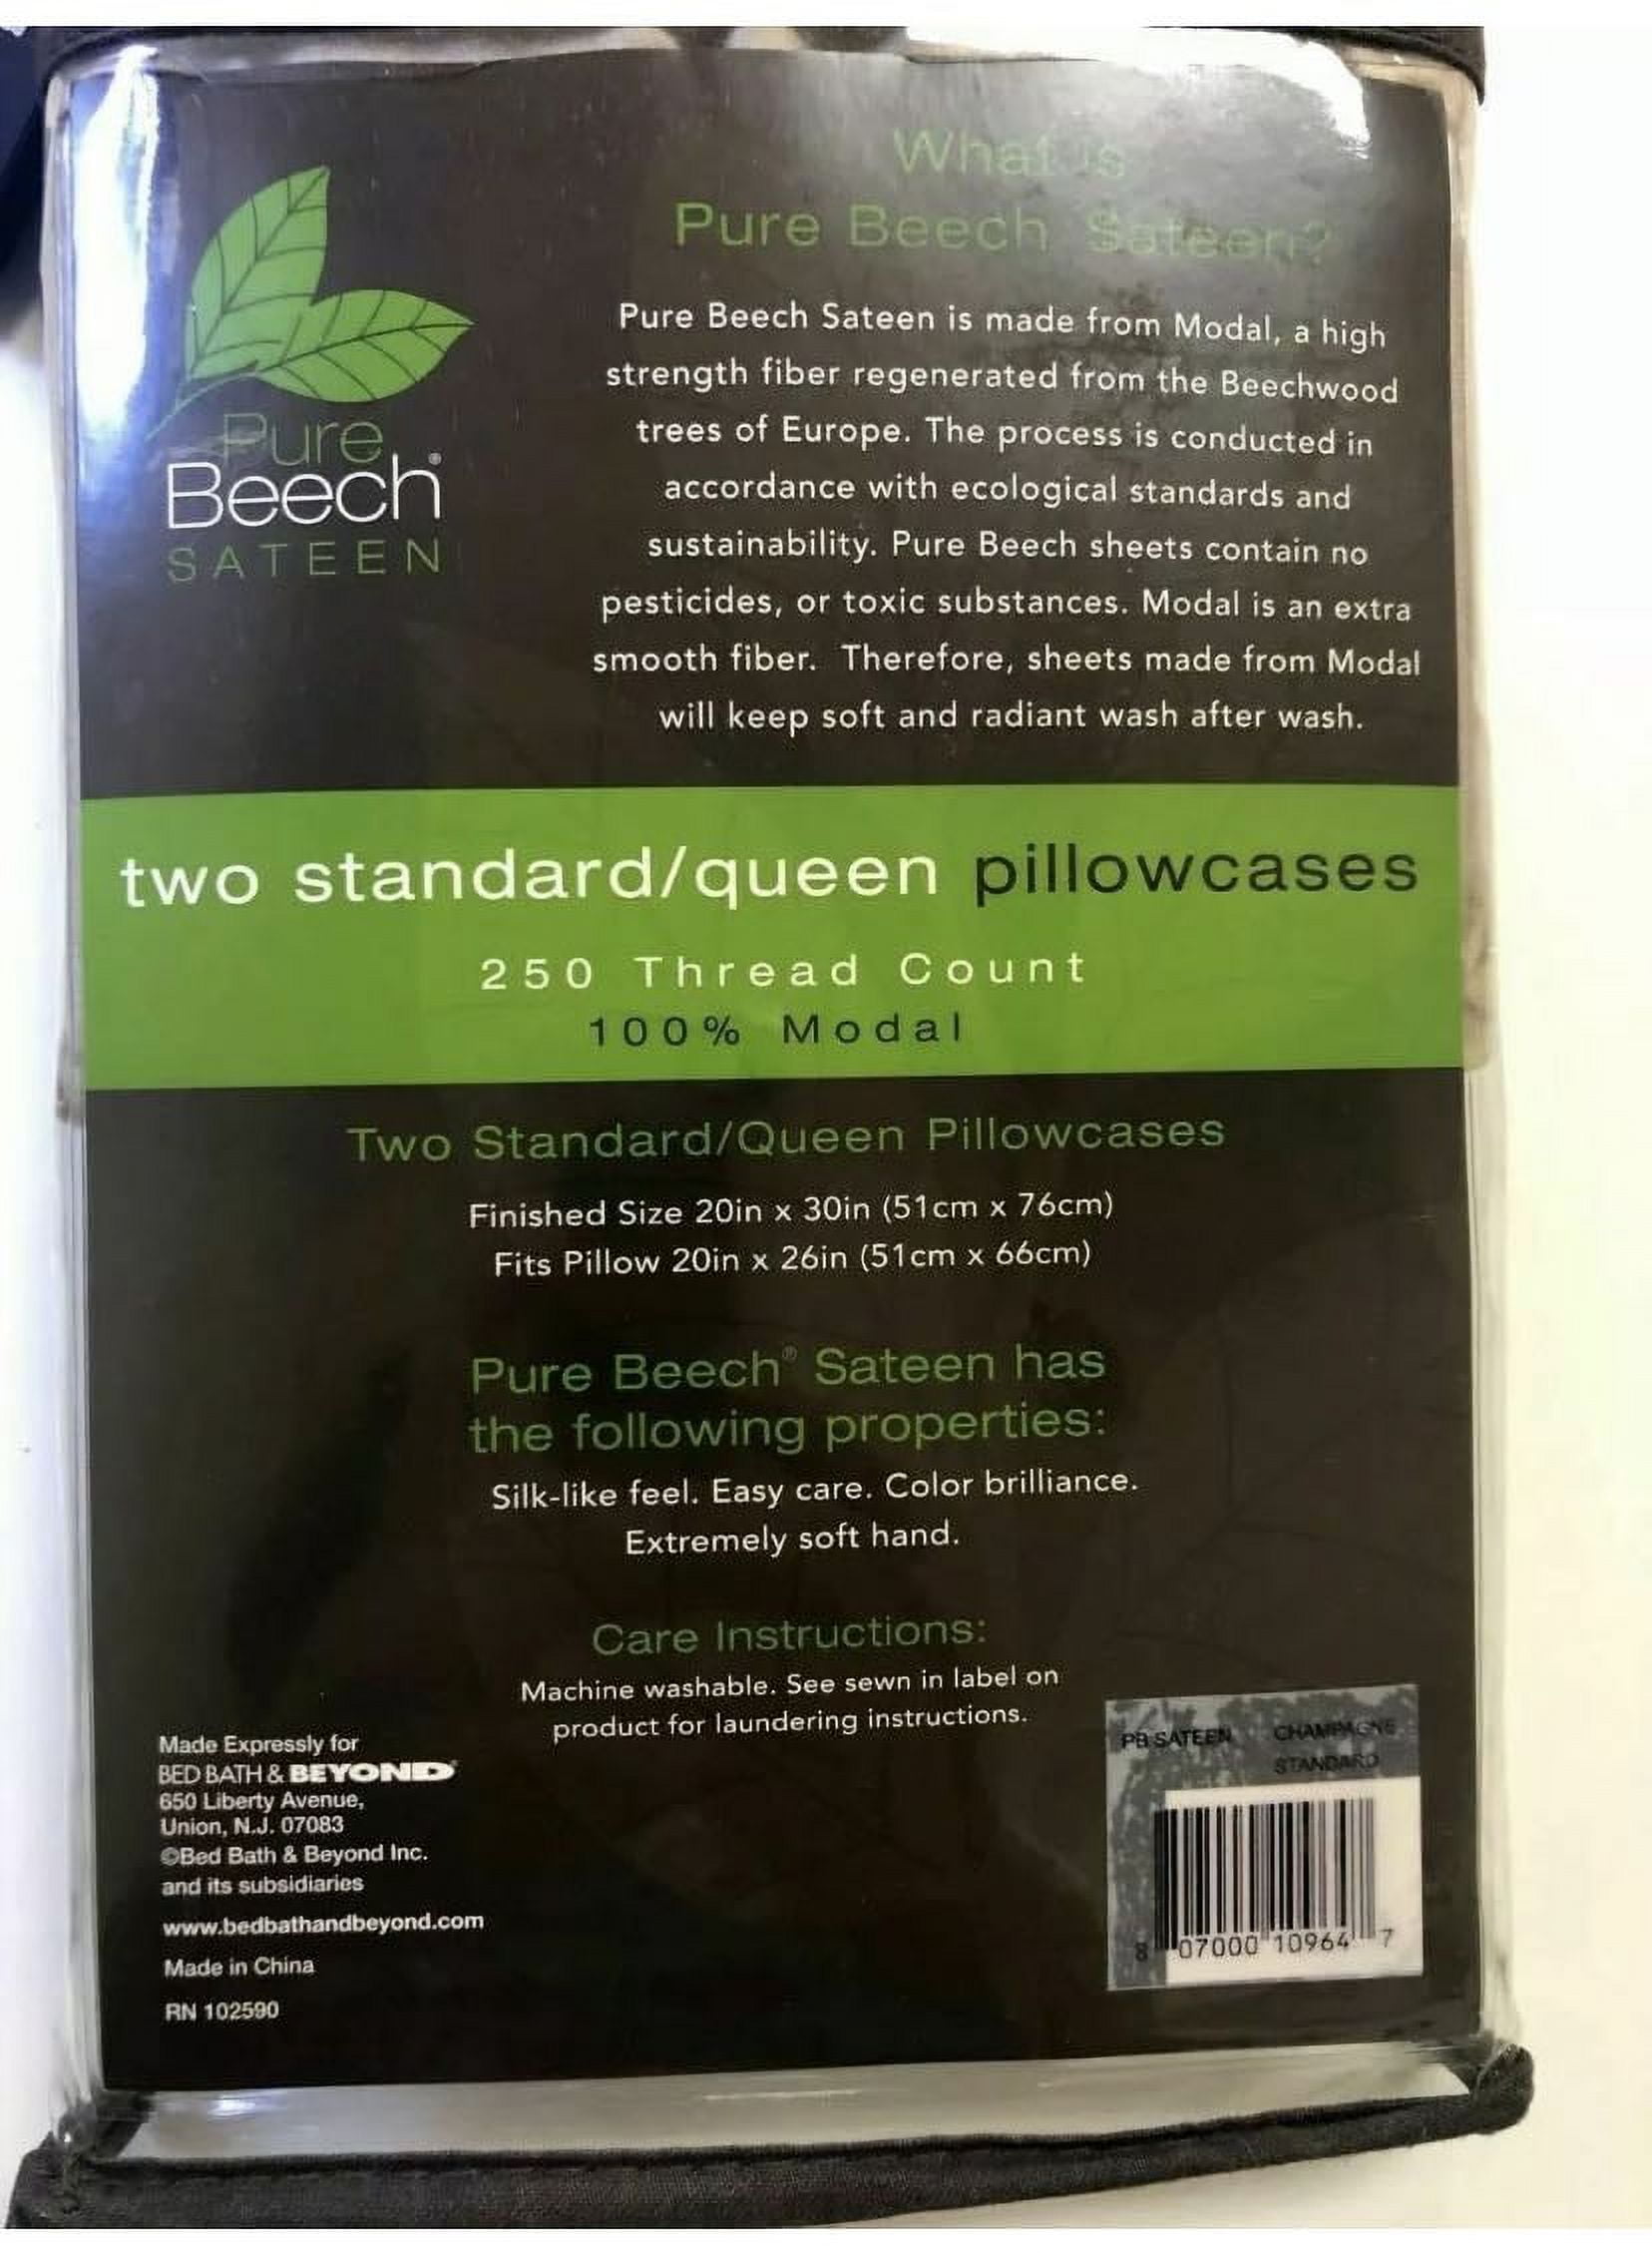 What is
Pure Beech Sateen?
Pure
Beech®
SATEEN
Pure Beech Sateen is made from Modal, a high
strength fiber regenerated from the Beechwood
trees of Europe. The process is conducted in
accordance with ecological standards and
sustainability. Pure Beech sheets contain no
pesticides, or toxic substances. Modal is an extra
smooth fiber. Therefore, sheets made from Modal
will keep soft and radiant wash after wash.
two standard/queen pillowcases
250 Thread Count
100% Modal
Two Standard/Queen Pillowcases
Finished Size 20in x 30in (51cm x 76cm)
Fits Pillow 20in x 26in (51cm x 66cm)
Pure Beech® Sateen has
the following properties:
Silk-like feel. Easy care. Color brilliance.
Extremely soft hand.
Care Instructions:
Machine washable. See sewn in label on
product for laundering instructions.
Made Expressly for
BED BATH & BEYOND®
650 Liberty Avenue,
Union, N.J. 07083
©Bed Bath & Beyond Inc.
and its subsidiaries
www.bedbathandbeyond.com
Made in China
RN 102590
PB SATEEN CHAMPAGNE
STANDARD
8 07000 10964 7